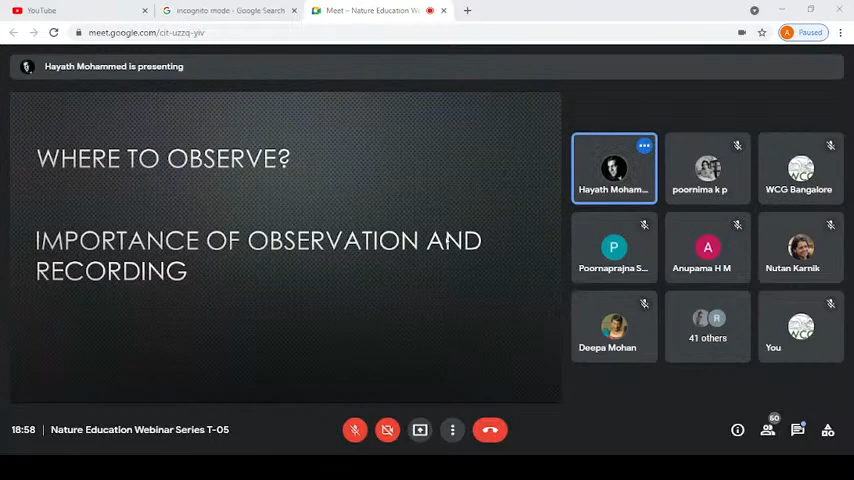 YouTube
incognito mode - Google Search
Meet – Nature Education We
meet.google.com/cit-uzzq-yiv
A Paused
Hayath Mohammed is presenting
WHERE TO OBSERVE?
IMPORTANCE OF OBSERVATION AND
RECORDING
Hayath Moham...
poornima k p
WCG Bangalore
P
Poornaprajna S...
A
Anupama H M
Nutan Karnik
Deepa Mohan
R
41 others
You
18:58 | Nature Education Webinar Series T-05
50